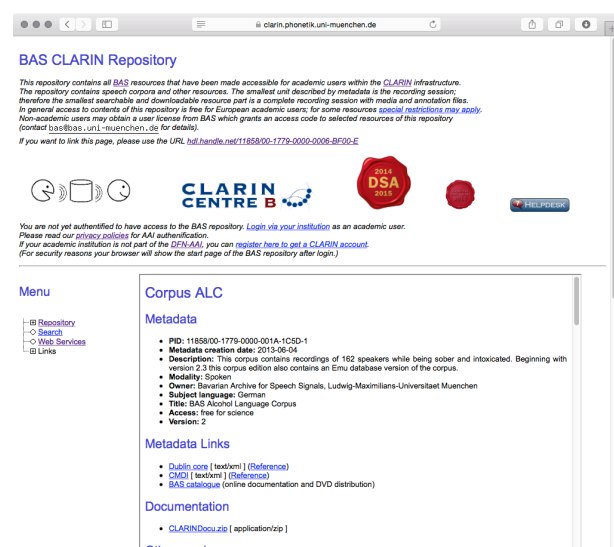 clarin.phonetik.uni-muenchen.de
BAS CLARIN Repository
This repository contains all BAS resources that have been made accessible for academic users within the CLARIN infrastructure.
The repository contains speech corpora and other resources. The smallest unit described by metadata is the recording session;
therefore the smallest searchable and downloadable resource part is a complete recording session with media and annotation files.
In general access to contents of this repository is free for European academic users; for some resources special restrictions may apply.
Non-academic users may obtain a user license from BAS which grants an access code to selected resources of this repository
(contact bas@bas.uni-muenchen.de for details).
If you want to link this page, please use the URL hdl.handle.net/11858/00-1779-0000-0006-BF00-E
CLARIN
CENTRE B
2014
DSA
2015
HELPDESK
You are not yet authentified to have access to the BAS repository. Login via your institution as an academic user.
Please read our privacy policies for AAI authenification.
If your academic institution is not part of the DFN-AAI, you can register here to get a CLARIN account.
(For security reasons your browser will show the start page of the BAS repository after login.)
Menu
Repository
Search
Web Services
Links
Corpus ALC
Metadata
PID: 11858/00-1779-0000-001A-1C5D-1
Metadata creation date: 2013-06-04
Description: This corpus contains recordings of 162 speakers while being sober and intoxicated. Beginning with
version 2.3 this corpus edition also contains an Emu database version of the corpus.
Modality: Spoken
Owner: Bavarian Archive for Speech Signals, Ludwig-Maximilians-Universitaet Muenchen
Subject language: German
Title: BAS Alcohol Language Corpus
Access: free for science
Version: 2
Metadata Links
Dublin core [ text/xml ] (Reference)
CMDI [ text/xml ] (Reference)
BAS catalogue (online documentation and DVD distribution)
Documentation
CLARINDocu.zip [ application/zip ]